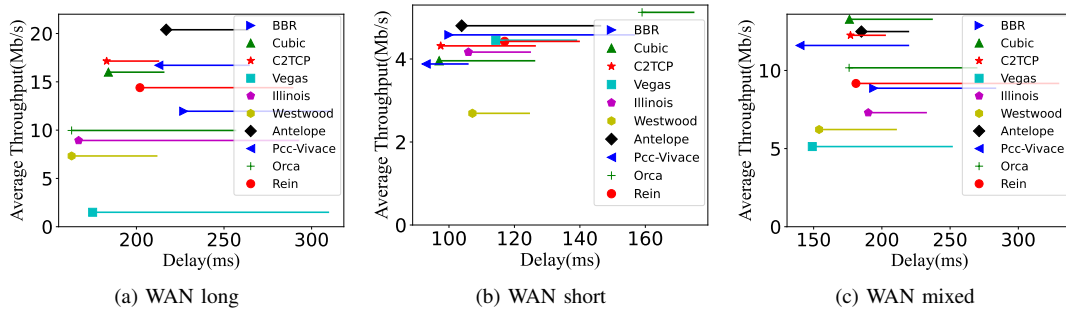 Average Throughput(Mb/s)
20
15
10
5
0
200
250
300
Delay(ms)
BBR
Cubic
C2TCP
Vegas
Illinois
Westwood
Antelope
Pcc-Vivace
Orca
Rein
(a) WAN long
Average Throughput(Mb/s)
4
2
0
100
120
140
160
Delay(ms)
BBR
Cubic
C2TCP
Vegas
Illinois
Westwood
Antelope
Pcc-Vivace
Orca
Rein
(b) WAN short
Average Throughput(Mb/s)
10
5
0
150
200
250
300
Delay(ms)
BBR
Cubic
C2TCP
Vegas
Illinois
Westwood
Antelope
Pcc-Vivace
Orca
Rein
(c) WAN mixed